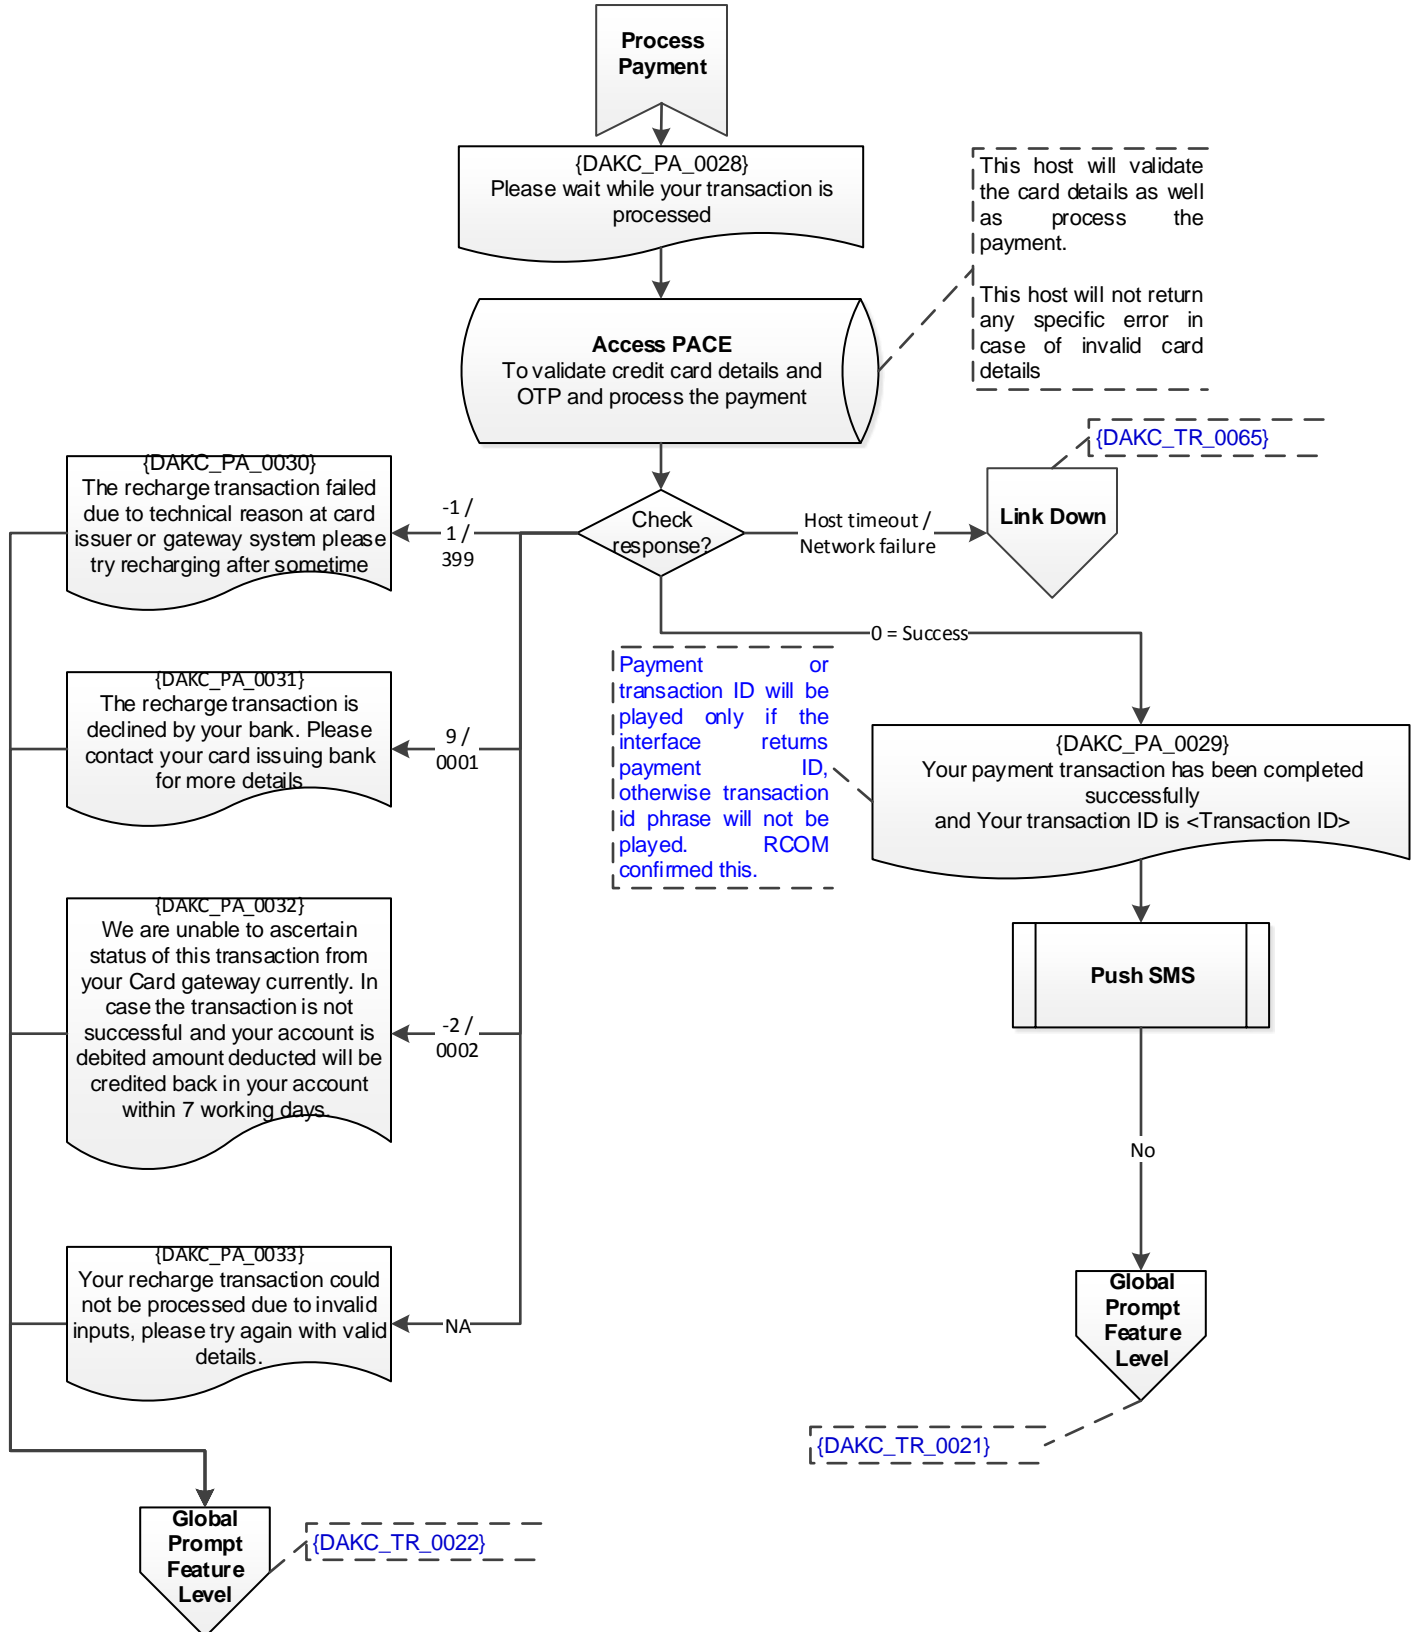 Process
Payment
{DAKC_PA_0028}
Please wait while your transaction is
processed
This host will validate
the card details as well
as process the
payment.
This host will not return
any specific error in
case of invalid card
details
Access PACE
To validate credit card details and
OTP and process the payment
{DAKC_TR_0065}
Link Down
Check
response?
Host timeout /
Network failure
-1 /
1 /
399
{DAKC_PA_0030}
The recharge transaction failed
due to technical reason at card
issuer or gateway system please
try recharging after sometime
0 = Success
Payment or
transaction ID will be
played only if the
interface returns
payment ID,
otherwise transaction
id phrase will not be
played. RCOM
confirmed this.
{DAKC_PA_0029}
Your payment transaction has been completed
successfully
and Your transaction ID is <Transaction ID>
{DAKC_PA_0031}
The recharge transaction is
declined by your bank. Please
contact your card issuing bank
for more details
9 /
0001
{DAKC_PA_0032}
We are unable to ascertain
status of this transaction from
your Card gateway currently. In
case the transaction is not
successful and your account is
debited amount deducted will be
credited back in your account
within 7 working days.
-2 /
0002
Push SMS
No
{DAKC_PA_0033}
Your recharge transaction could
not be processed due to invalid
inputs, please try again with valid
details.
NA
Global
Prompt
Feature
Level
{DAKC_TR_0021}
Global
Prompt
Feature
Level
{DAKC_TR_0022}